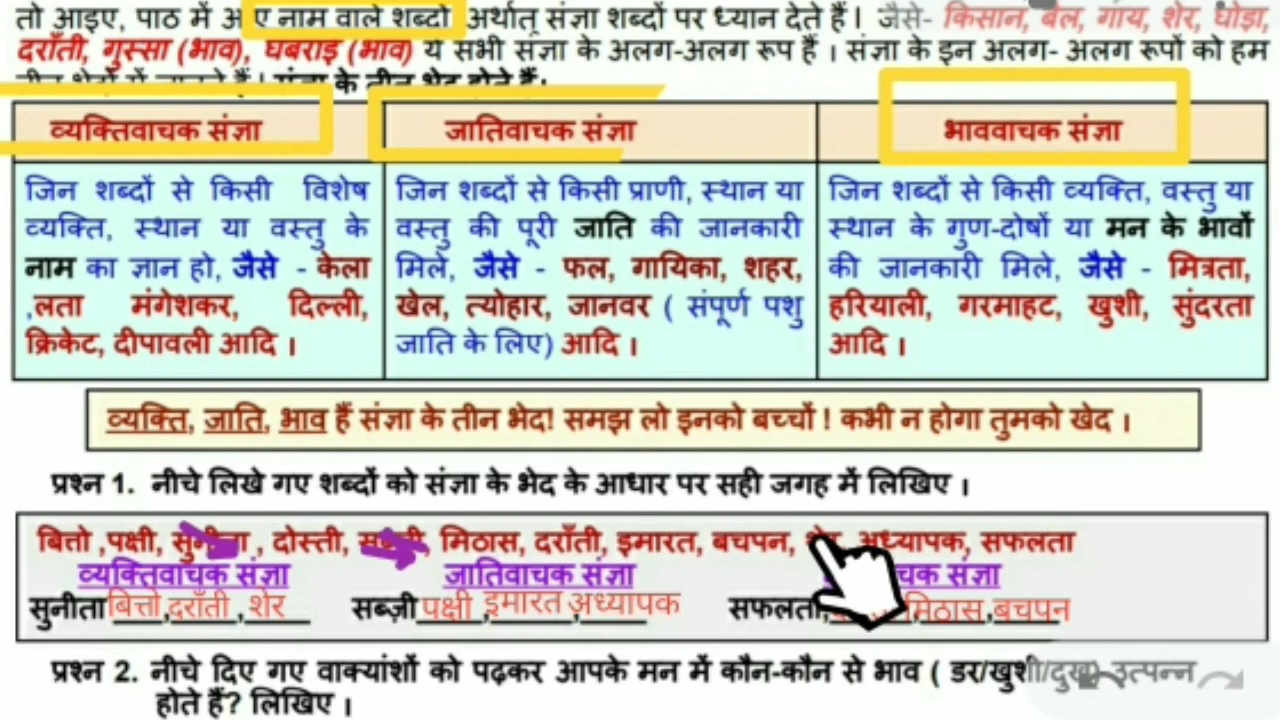 तो आइए, पाठ में आए नाम वाले शब्दों अर्थात् संज्ञा शब्दों पर ध्यान देते हैं। जैसे- किसान, बैल, गाय, शेर, घोड़ा,
दराँती, गुस्सा (भाव), घबराई (भाव) ये सभी संज्ञा के अलग-अलग रूप हैं । संज्ञा के इन अलग- अलग रूपों को हम
संज्ञा के तीन भेद होते हैं:
व्यक्तिवाचक संज्ञा
जिन शब्दों से किसी विशेष
व्यक्ति, स्थान या वस्तु के
नाम का ज्ञान हो, जैसे - केला
,लता मंगेशकर, दिल्ली,
क्रिकेट, दीपावली आदि ।
जातिवाचक संज्ञा
जिन शब्दों से किसी प्राणी, स्थान या
वस्तु की पूरी जाति की जानकारी
मिले, जैसे - फल, गायिका, शहर,
खेल, त्योहार, जानवर ( संपूर्ण पशु
जाति के लिए) आदि ।
भाववाचक संज्ञा
जिन शब्दों से किसी व्यक्ति, वस्तु या
स्थान के गुण-दोषों या मन के भावों
की जानकारी मिले, जैसे - मित्रता,
हरियाली, गरमाहट, खुशी, सुंदरता
आदि ।
व्यक्ति, जाति, भाव हैं संज्ञा के तीन भेद! समझ लो इनको बच्चों ! कभी न होगा तुमको खेद ।
प्रश्न 1. नीचे लिखे गए शब्दों को संज्ञा के भेद के आधार पर सही जगह में लिखिए ।
बित्तो ,पक्षी, सुनीता , दोस्ती, मिठास, दराँती, इमारत, बचपन, अध्यापक, सफलता
व्यक्तिवाचक संज्ञा जातिवाचक संज्ञा संज्ञा
सुनीता बित्तो,दराँती ,शेर सब्ज़ी पक्षी ,इमारत,अध्यापक सफलता, मिठास,बचपन
प्रश्न 2. नीचे दिए गए वाक्यांशों को पढ़कर आपके मन में कौन-कौन से भाव ( डर/खुशी/दुख) उत्पन्न
होते हैं? लिखिए ।